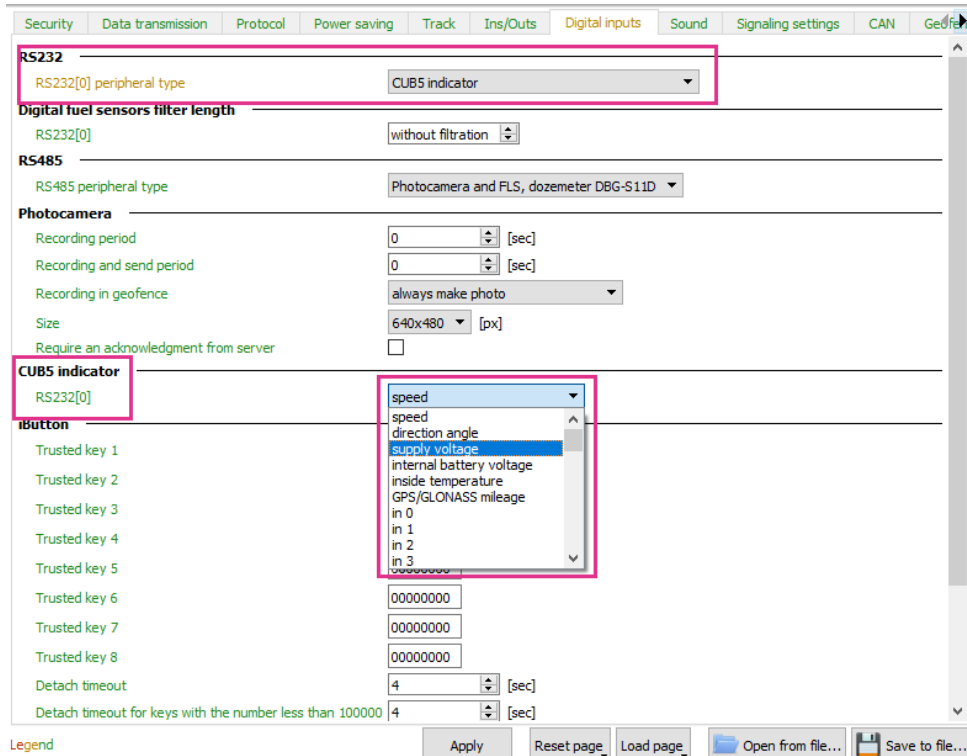 Security Data transmission Protocol Power saving Track Ins/Outs Digital inputs Sound Signaling settings CAN
RS232
RS232[0] peripheral type CUB5 indicator
Digital fuel sensors filter length
RS232[0] without filtration
RS485
RS485 peripheral type Photocamera and FLS, dozemeter DBG-S11D
Photocamera
Recording period 0 [sec]
Recording and send period 0 [sec]
Recording in geofence always make photo
Size 640x480 [px]
Require an acknowledgment from server
CUB5 indicator
RS232[0] speed
speed
direction angle
supply voltage
internal battery voltage
inside temperature
GPS/GLONASS mileage
in 0
in 1
in 2
in 3
iButton
Trusted key 1
Trusted key 2
Trusted key 3
Trusted key 4
Trusted key 5
Trusted key 6 00000000
Trusted key 7 00000000
Trusted key 8 00000000
Detach timeout 4 [sec]
Detach timeout for keys with the number less than 100000 4 [sec]
Legend Apply Reset page Load page Open from file... Save to file...